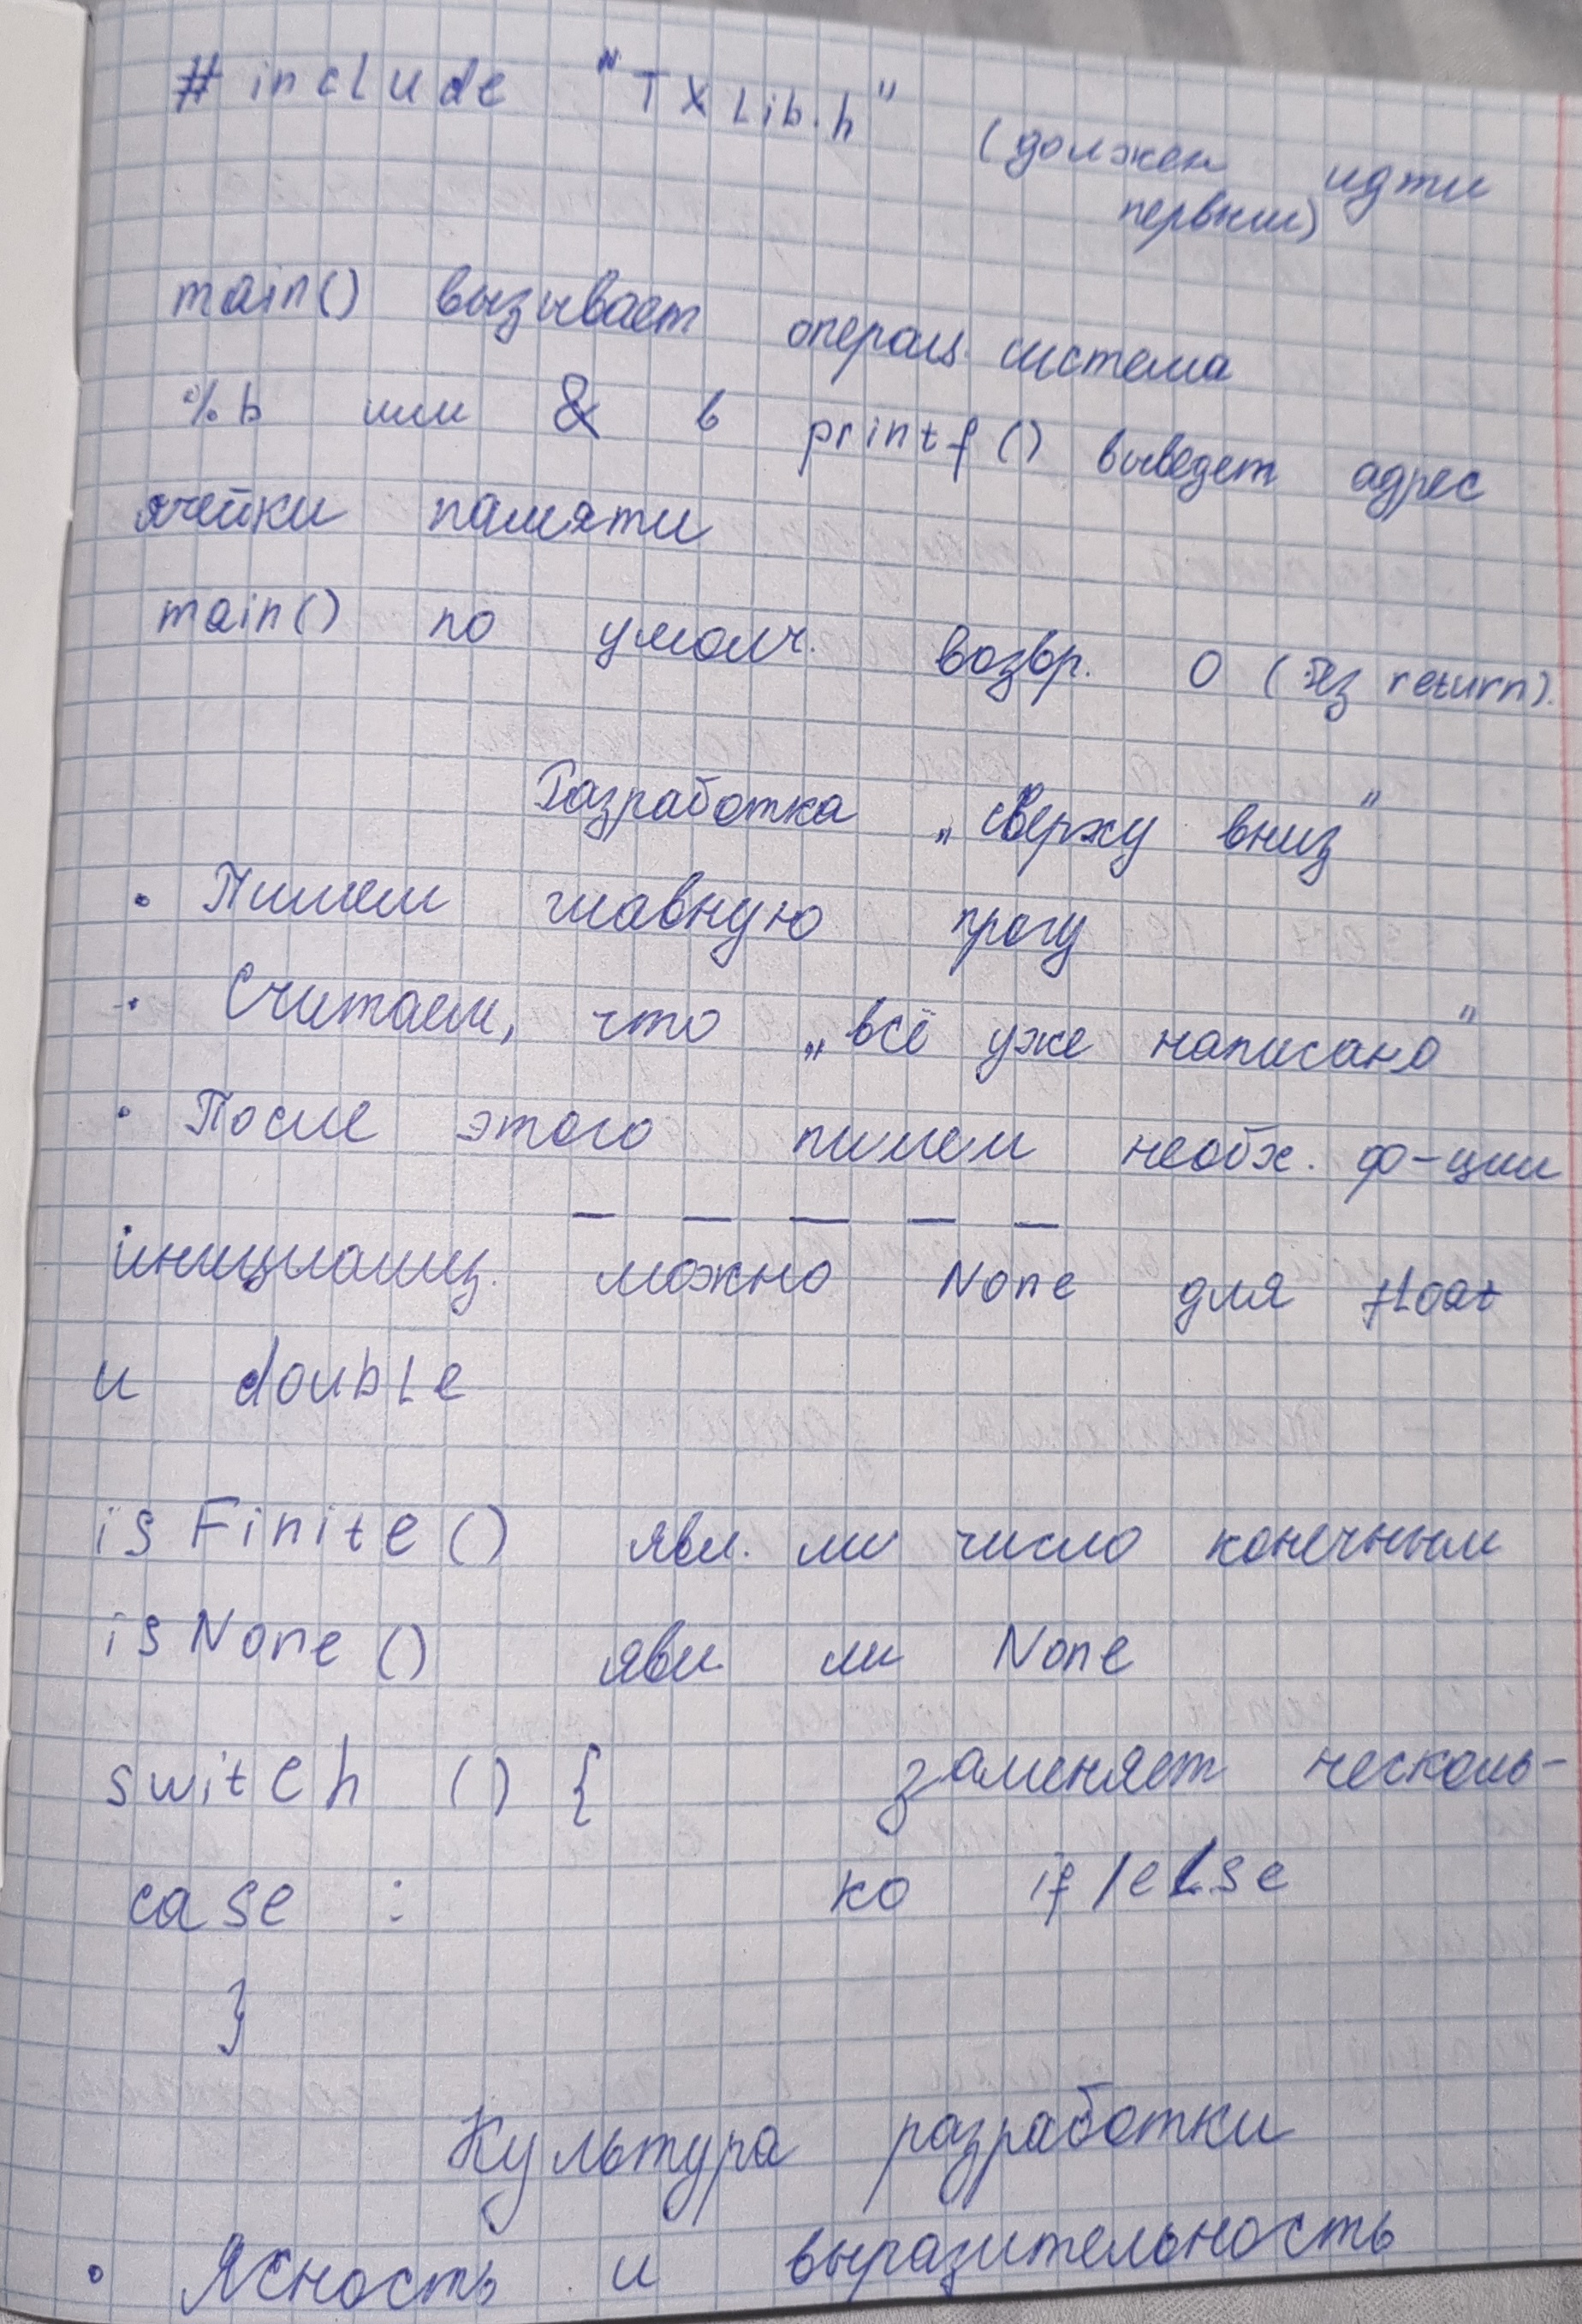 #include "TXLib.h" (должен идти
первым)
main() вызывает операц. система
%b или & в printf() выведет адрес
ячейки памяти
main() по умолч. возвр. 0 (без return).
Разработка „сверху вниз"
• Пишем главную прогу
• Считаем, что „всё уже написано"
• После этого пишем необх. ф-ции
— — — — —
инициализ. можно None для float
и double
isFinite() явл. ли число конечным
isNone() явл. ли None
switch () { заменяет несколь-
case : ко if/else
}
Культура разработки
• Ясность и выразительность